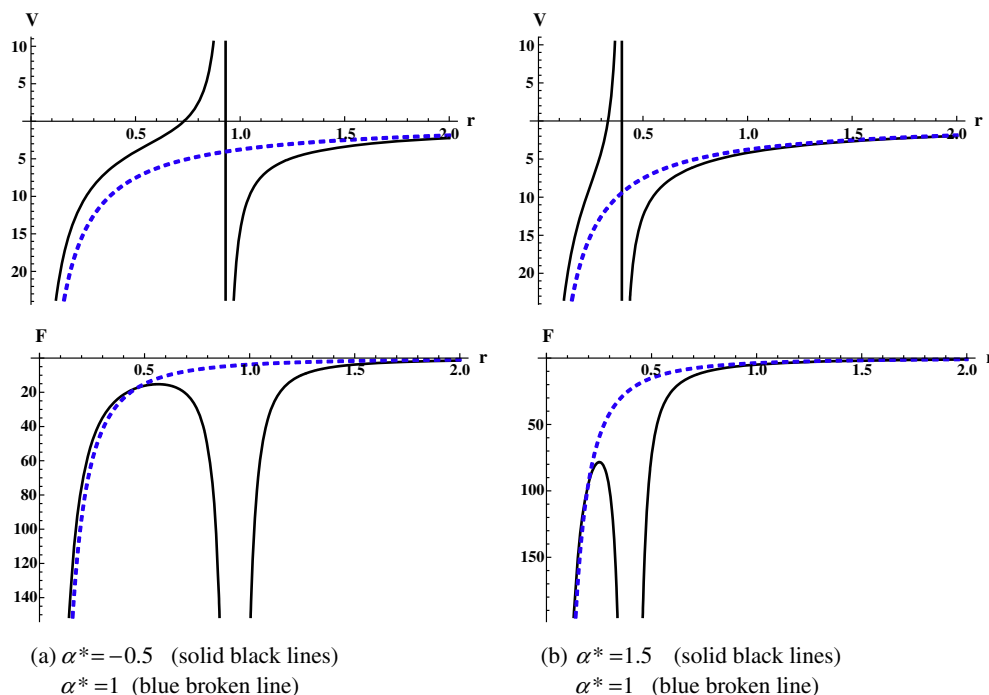 V
10
5
5
10
15
20
0.5 1.0 1.5 2.0 r
V
10
5
5
10
15
20
0.5 1.0 1.5 2.0 r
F
20
40
60
80
100
120
140
0.5 1.0 1.5 2.0 r
F
50
100
150
0.5 1.0 1.5 2.0 r
(a) α*=−0.5 (solid black lines)
α*=1 (blue broken line)
(b) α*=1.5 (solid black lines)
α*=1 (blue broken line)